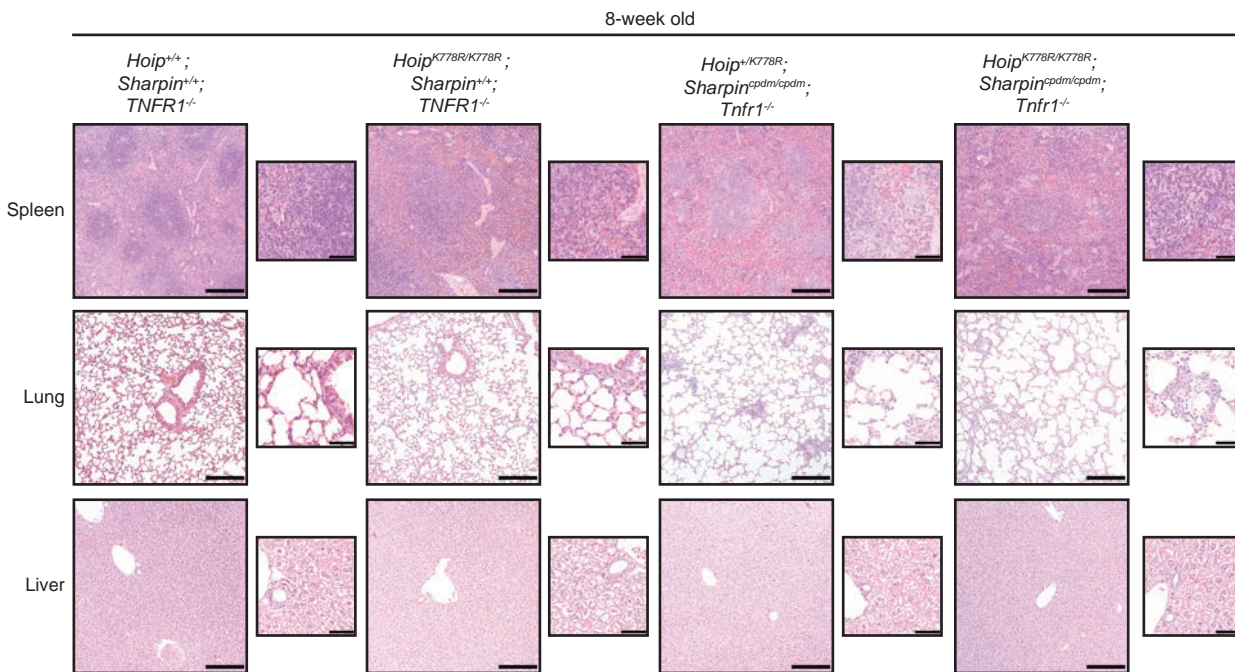 8-week old
Hoip+/+;
Sharpin+/+;
TNFR1-/-
HoipK778R/K778R;
Sharpin+/+;
TNFR1-/-
Hoip+/K778R;
Sharpincpdm/cpdm;
Tnfr1-/-
HoipK778R/K778R;
Sharpincpdm/cpdm;
Tnfr1-/-
Spleen
Lung
Liver